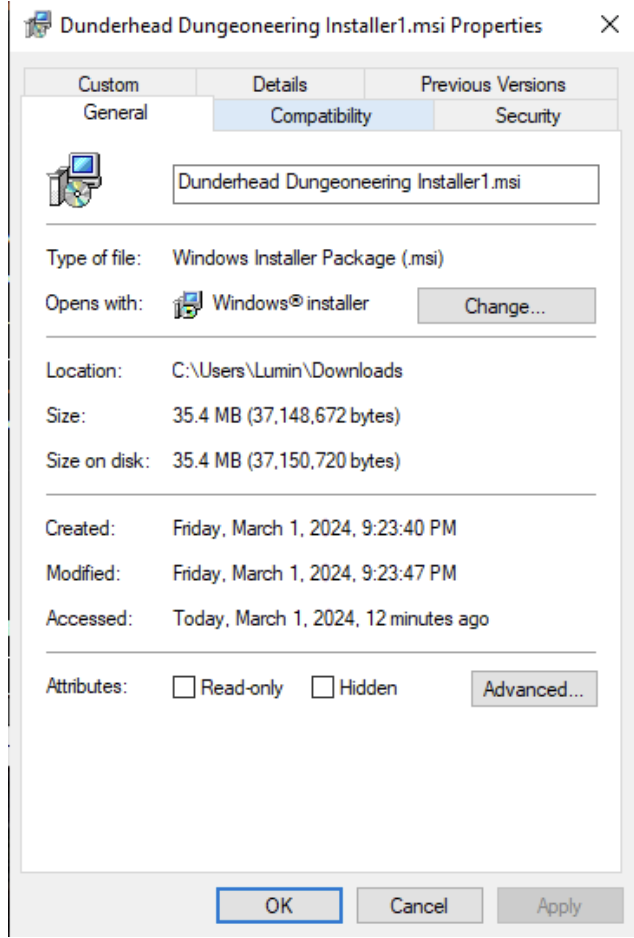 Dunderhead Dungeoneering Installer1.msi Properties
Custom Details Previous Versions
General Compatibility Security
Dunderhead Dungeoneering Installer1.msi
Type of file: Windows Installer Package (.msi)
Opens with: Windows® installer Change...
Location: C:\Users\Lumin\Downloads
Size: 35.4 MB (37,148,672 bytes)
Size on disk: 35.4 MB (37,150,720 bytes)
Created: Friday, March 1, 2024, 9:23:40 PM
Modified: Friday, March 1, 2024, 9:23:47 PM
Accessed: Today, March 1, 2024, 12 minutes ago
Attributes: Read-only Hidden Advanced...
OK Cancel Apply